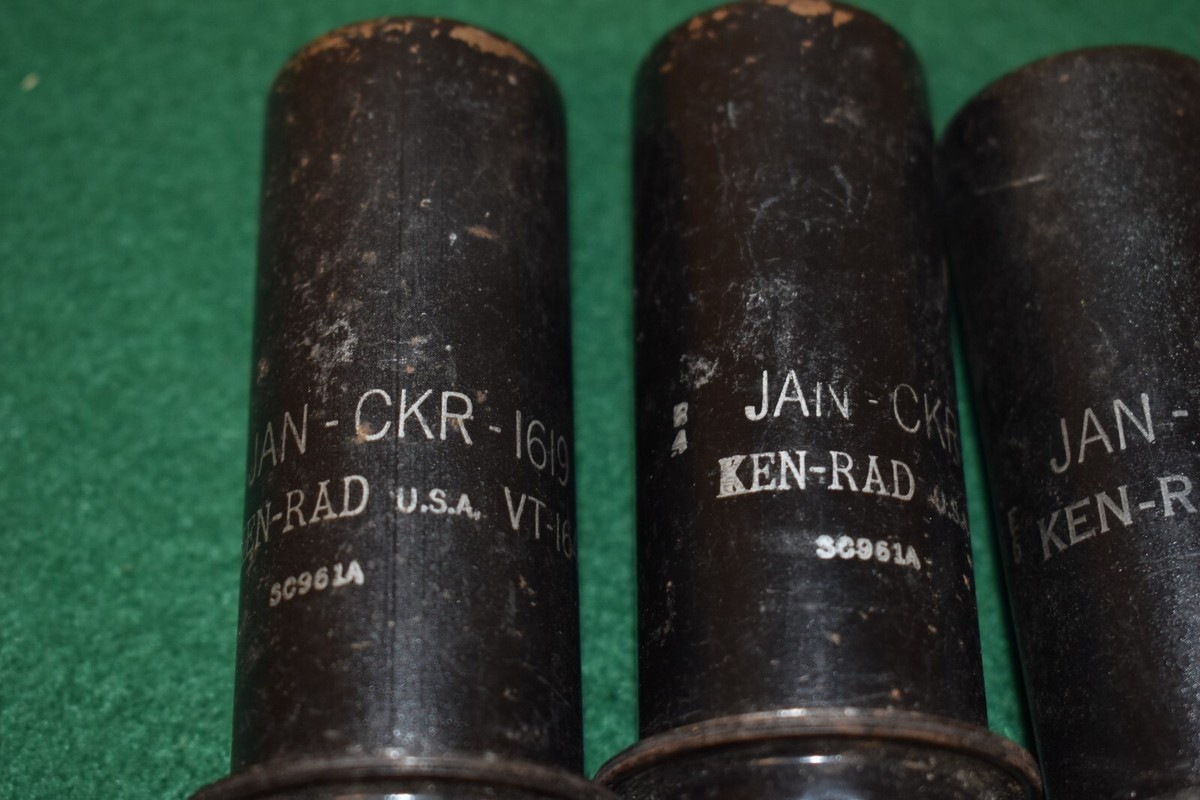 JAN-CKR-1619
KEN-RAD U.S.A. VT-16
SC961A
JAN-CKR
KEN-RAD U.S.A
SC961A
JAN-
KEN-R